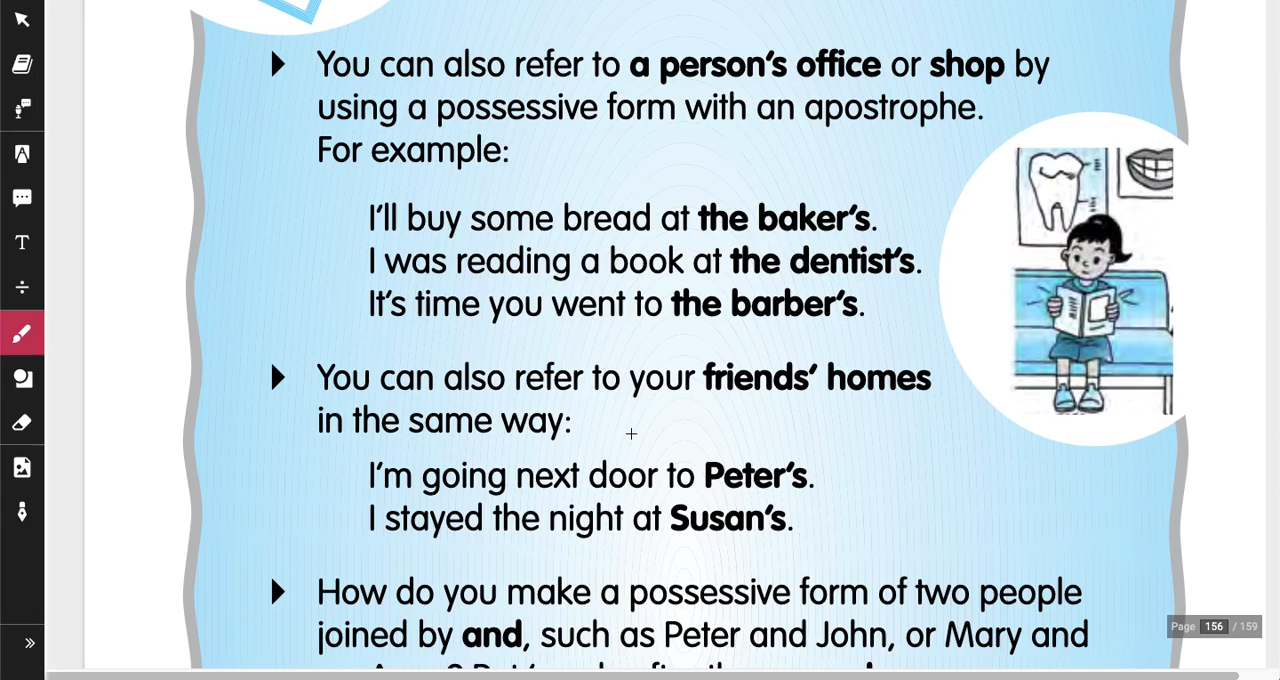 You can also refer to a person's office or shop by
using a possessive form with an apostrophe.
For example:
I'll buy some bread at the baker's.
I was reading a book at the dentist's.
It's time you went to the barber's.
You can also refer to your friends' homes
in the same way:
I'm going next door to Peter's.
I stayed the night at Susan's.
How do you make a possessive form of two people
joined by and, such as Peter and John, or Mary and
Page 156 / 159